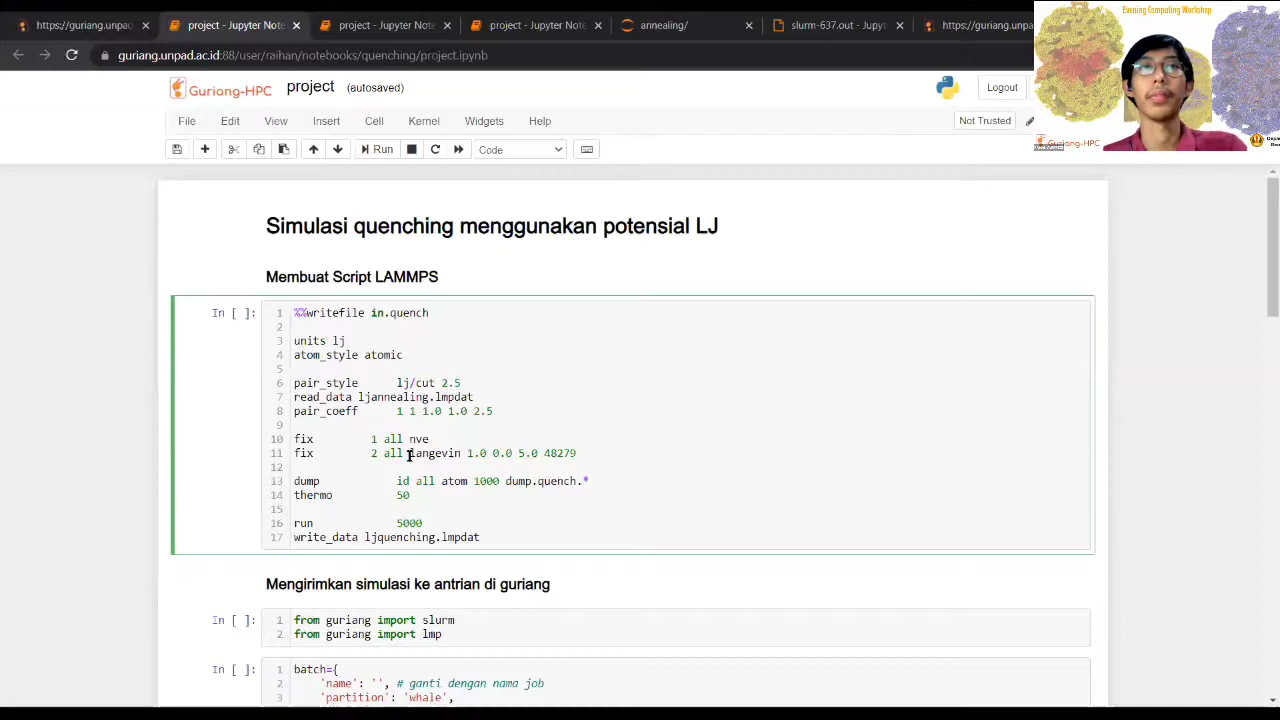 https://guriang.unpad
project - Jupyter Note
project - Jupyter Note
annealing/
slurm-637.out - Jupyter
https://guriang.unpad
guriang.unpad.ac.id:88/user/raihan/notebooks/quenching/project.ipynb
Evening Computing Workshop
Guriang-HPC
Guriang-HPC project (autosaved)
Logout
File Edit View Insert Cell Kernel Widgets Help
Not Trusted
Run
Code
Simulasi quenching menggunakan potensial LJ
Membuat Script LAMMPS
In [ ]:
1 %%writefile in.quench
2
3 units lj
4 atom_style atomic
5
6 pair_style lj/cut 2.5
7 read_data ljannealing.lmpdat
8 pair_coeff 1 1 1.0 1.0 2.5
9
10 fix 1 all nve
11 fix 2 all langevin 1.0 0.0 5.0 48279
12
13 dump id all atom 1000 dump.quench.*
14 thermo 50
15
16 run 5000
17 write_data ljquenching.lmpdat
Mengirimkan simulasi ke antrian di guriang
In [ ]:
1 from guriang import slurm
2 from guriang import lmp
In [ ]:
1 batch={
2 'name': '', # ganti dengan nama job
3 'partition': 'whale',